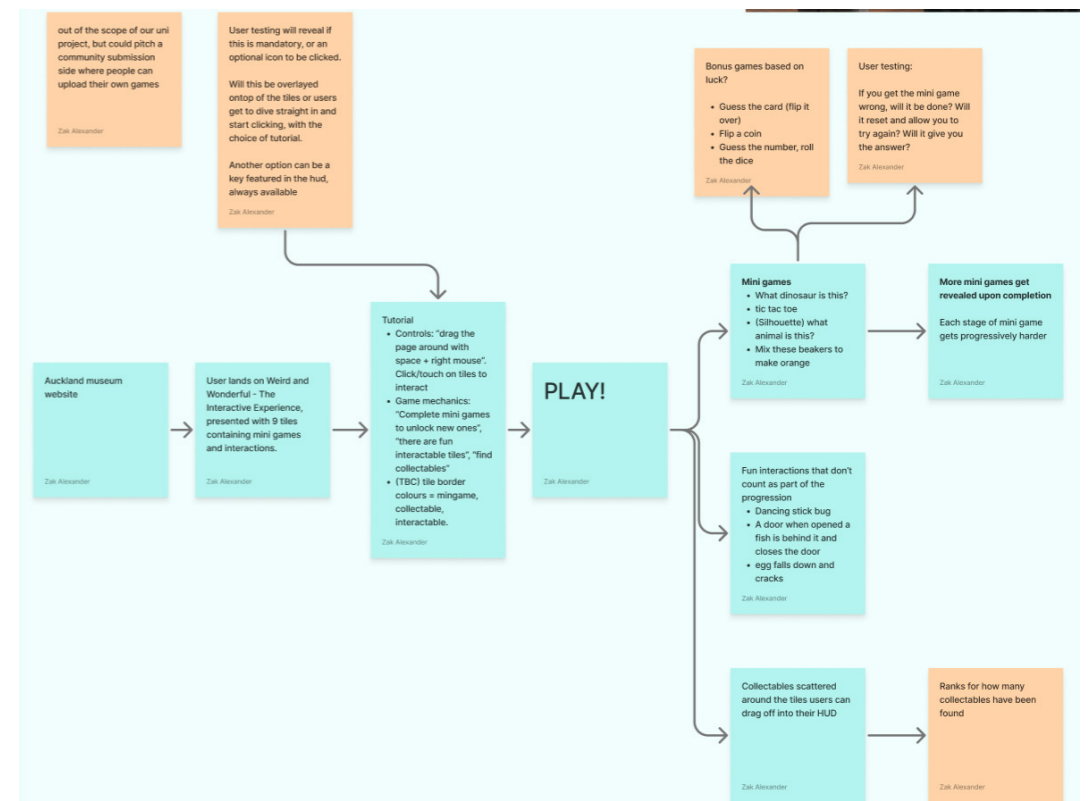 out of the scope of our uni
project, but could pitch a
community submission
side where people can
upload their own games
Zak Alexander
User testing will reveal if
this is mandatory, or an
optional icon to be clicked.
Will this be overlayed
ontop of the tiles or users
get to dive straight in and
start clicking, with the
choice of tutorial.
Another option can be a
key featured in the hud,
always available
Zak Alexander
Bonus games based on
luck?
• Guess the card (flip it
over)
• Flip a coin
• Guess the number, roll
the dice
Zak Alexander
User testing:
If you get the mini game
wrong, will it be done? Will
it reset and allow you to
try again? Will it give you
the answer?
Zak Alexander
Auckland museum
website
Zak Alexander
User lands on Weird and
Wonderful - The
Interactive Experience,
presented with 9 tiles
containing mini games
and interactions.
Zak Alexander
Tutorial
• Controls: "drag the
page around with
space + right mouse".
Click/touch on tiles to
interact
• Game mechanics:
"Complete mini games
to unlock new ones",
"there are fun
interactable tiles", "find
collectables"
• (TBC) tile border
colours = mingame,
collectable,
interactable.
Zak Alexander
PLAY!
Zak Alexander
Mini games
• What dinosaur is this?
• tic tac toe
• (Silhouette) what
animal is this?
• Mix these beakers to
make orange
Zak Alexander
More mini games get
revealed upon completion
Each stage of mini game
gets progressively harder
Zak Alexander
Fun interactions that don't
count as part of the
progression
• Dancing stick bug
• A door when opened a
fish is behind it and
closes the door
• egg falls down and
cracks
Zak Alexander
Collectables scattered
around the tiles users can
drag off into their HUD
Zak Alexander
Ranks for how many
collectables have been
found
Zak Alexander